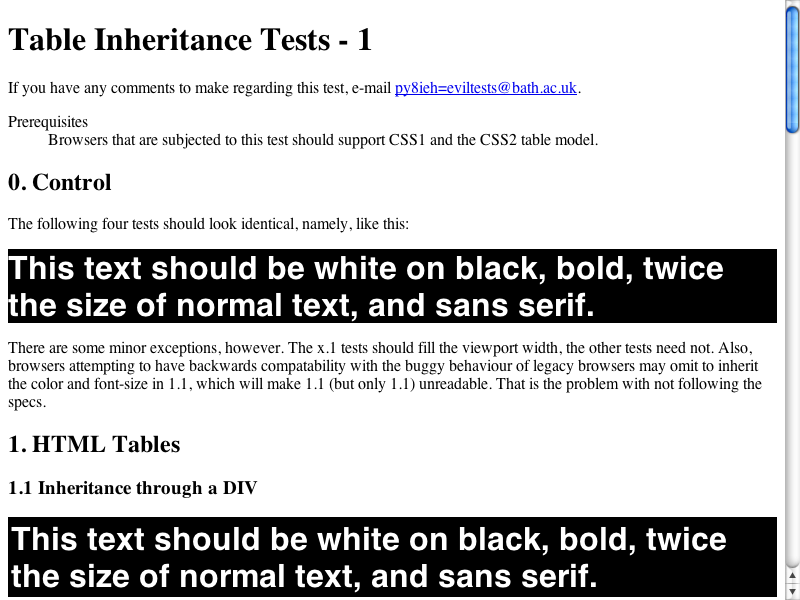 Table Inheritance Tests - 1
If you have any comments to make regarding this test, e-mail py8ieh=eviltests@bath.ac.uk.
Prerequisites
Browsers that are subjected to this test should support CSS1 and the CSS2 table model.
0. Control
The following four tests should look identical, namely, like this:
This text should be white on black, bold, twice
the size of normal text, and sans serif.
There are some minor exceptions, however. The x.1 tests should fill the viewport width, the other tests need not. Also,
browsers attempting to have backwards compatability with the buggy behaviour of legacy browsers may omit to inherit
the color and font-size in 1.1, which will make 1.1 (but only 1.1) unreadable. That is the problem with not following the
specs.
1. HTML Tables
1.1 Inheritance through a DIV
This text should be white on black, bold, twice
the size of normal text, and sans serif.